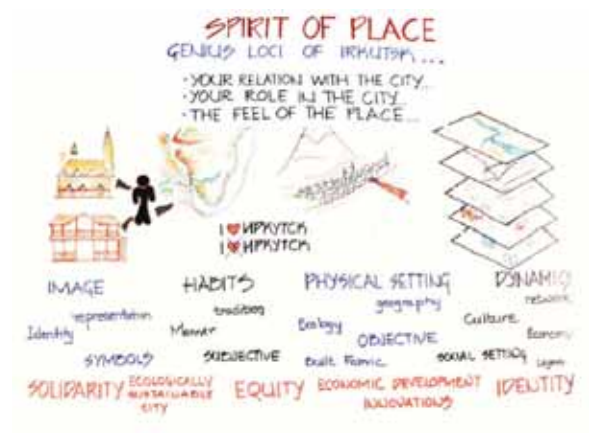 SPIRIT OF PLACE
GENIUS LOCI OF IRKUTSK...
• YOUR RELATION WITH THE CITY...
• YOUR ROLE IN THE CITY...
• THE FEEL OF THE PLACE...
I ♥ ИРКУТСК
I ♥ ИРКУТСК
IMAGE HABITS PHYSICAL SETTING DYNAMIC
representation tradition geography network
Identity Ecology Culture Economy
SYMBOLS SUBJECTIVE OBJECTIVE SOCIAL SETTING Layers
Built Fabric
SOLIDARITY ECOLOGICALLY SUSTAINABLE CITY EQUITY ECONOMIC DEVELOPMENT INNOVATIONS IDENTITY